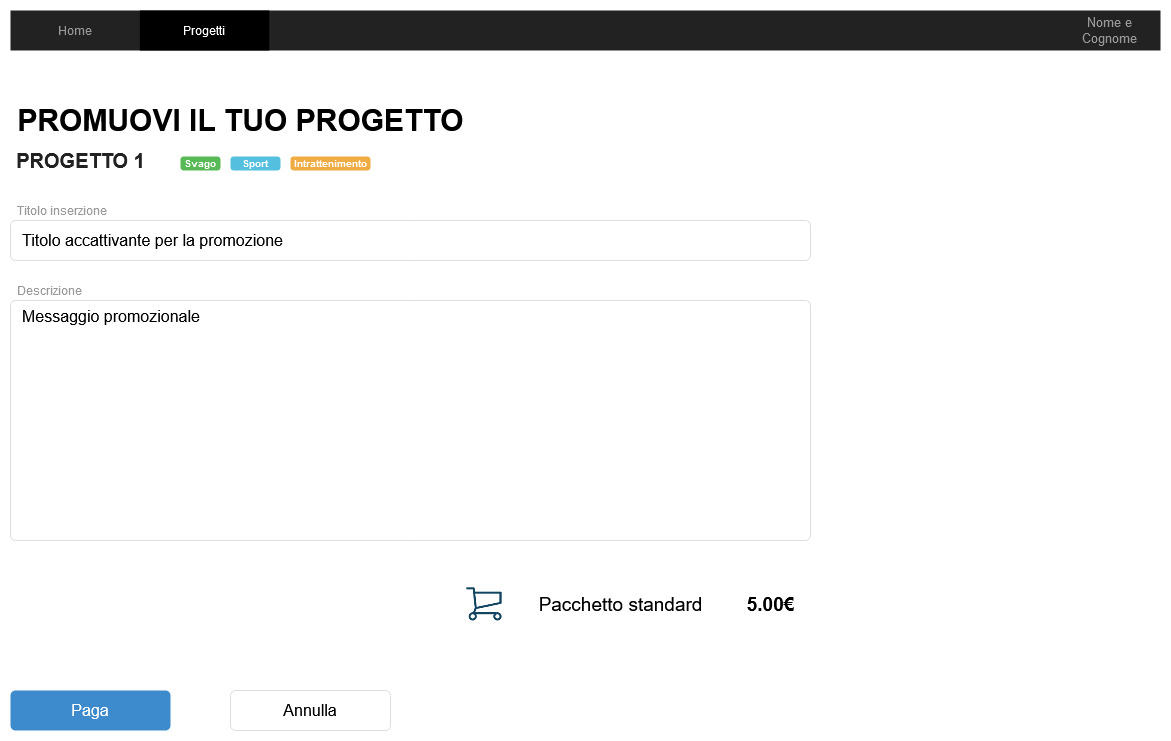 Home Progetti Nome e
Cognome
PROMUOVI IL TUO PROGETTO
PROGETTO 1 Svago Sport Intrattenimento
Titolo inserzione
Titolo accattivante per la promozione
Descrizione
Messaggio promozionale
Pacchetto standard 5.00€
Paga Annulla